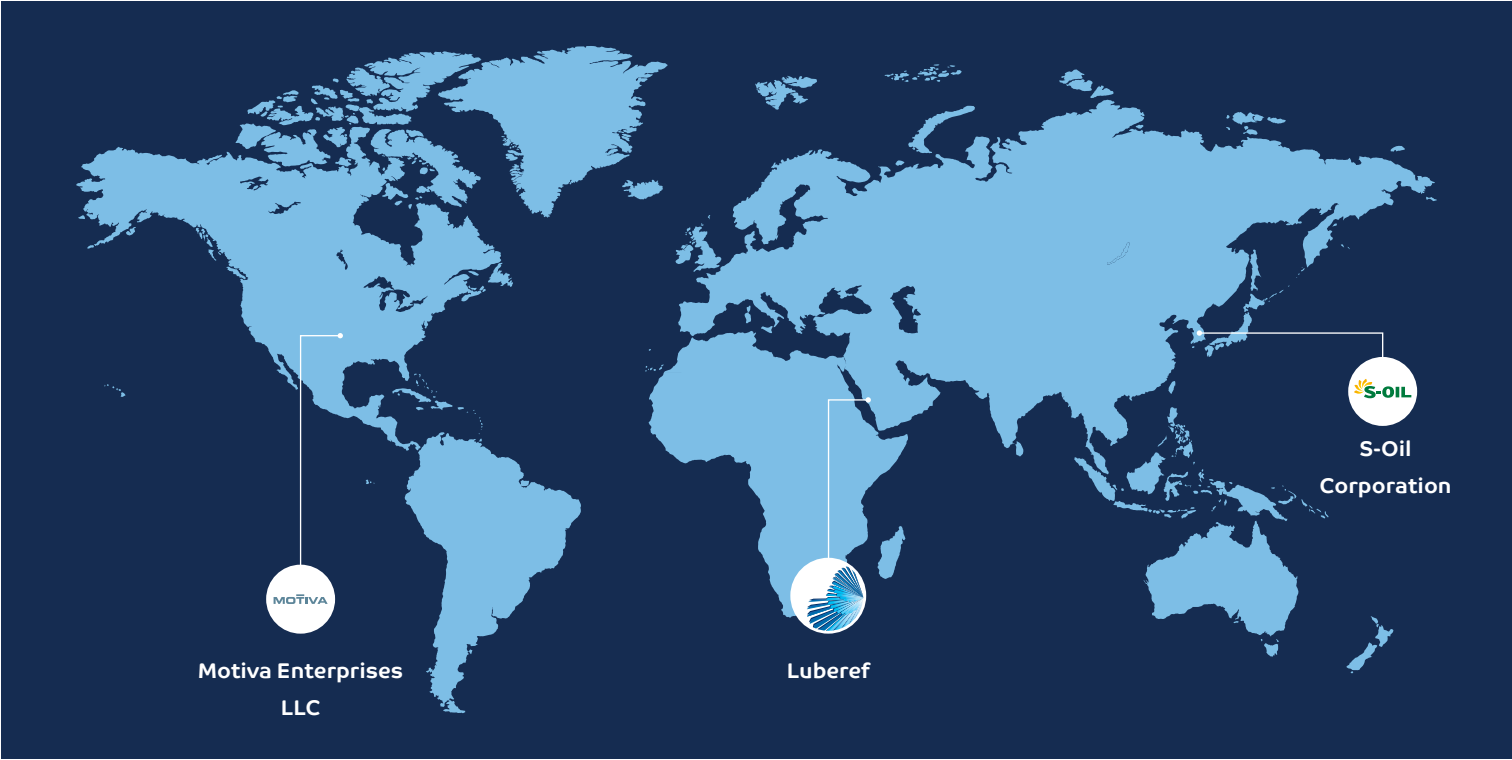 S-OIL
S-Oil
Corporation
MOTIVA
Motiva Enterprises
LLC
Luberef